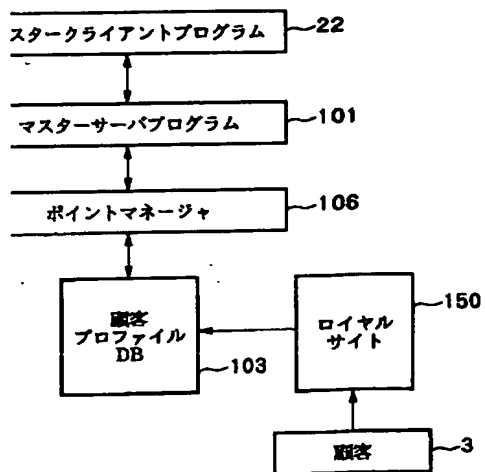 スタークライアントプログラム 22
マスターサーバプログラム 101
ポイントマネージャ 106
顧客
プロファイル
DB
103
ロイヤル
サイト
150
顧客 3